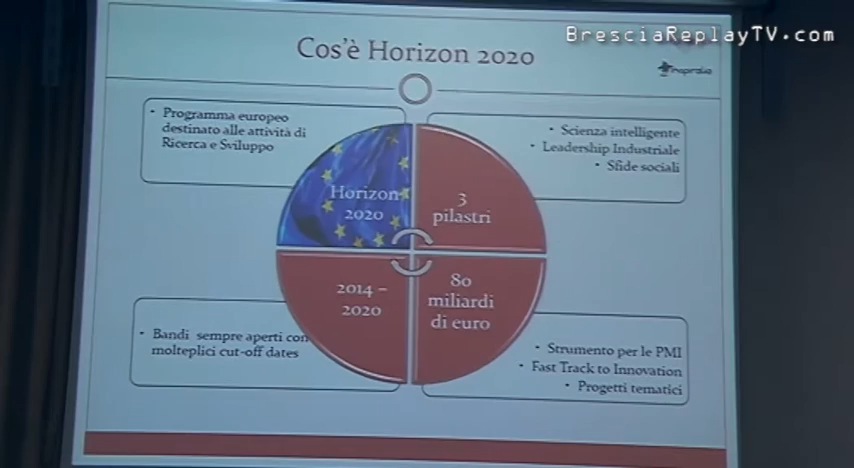 BresciaReplayTV.com
Cos'è Horizon 2020
• Programma europeo
destinato alle attività di
Ricerca e Sviluppo
• Scienza intelligente
• Leadership Industriale
• Sfide sociali
Horizon
2020
3
pilastri
2014 –
2020
80
miliardi
di euro
• Bandi sempre aperti con
molteplici cut-off dates
• Strumento per le PMI
• Fast Track to Innovation
• Progetti tematici